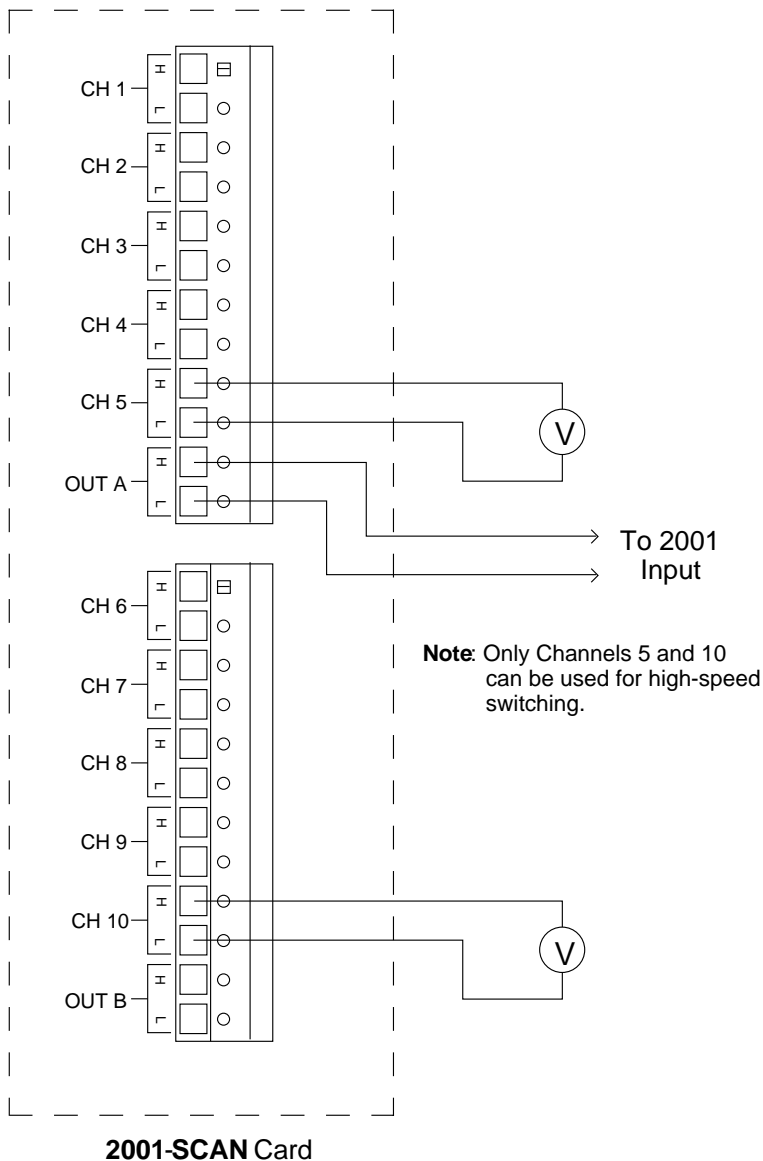 CH 1
H
L
CH 2
H
L
CH 3
H
L
CH 4
H
L
CH 5
H
L
V
OUT A
H
L
To 2001
Input
CH 6
H
L
Note: Only Channels 5 and 10
can be used for high-speed
switching.
CH 7
H
L
CH 8
H
L
CH 9
H
L
CH 10
H
L
V
OUT B
H
L
2001-SCAN Card